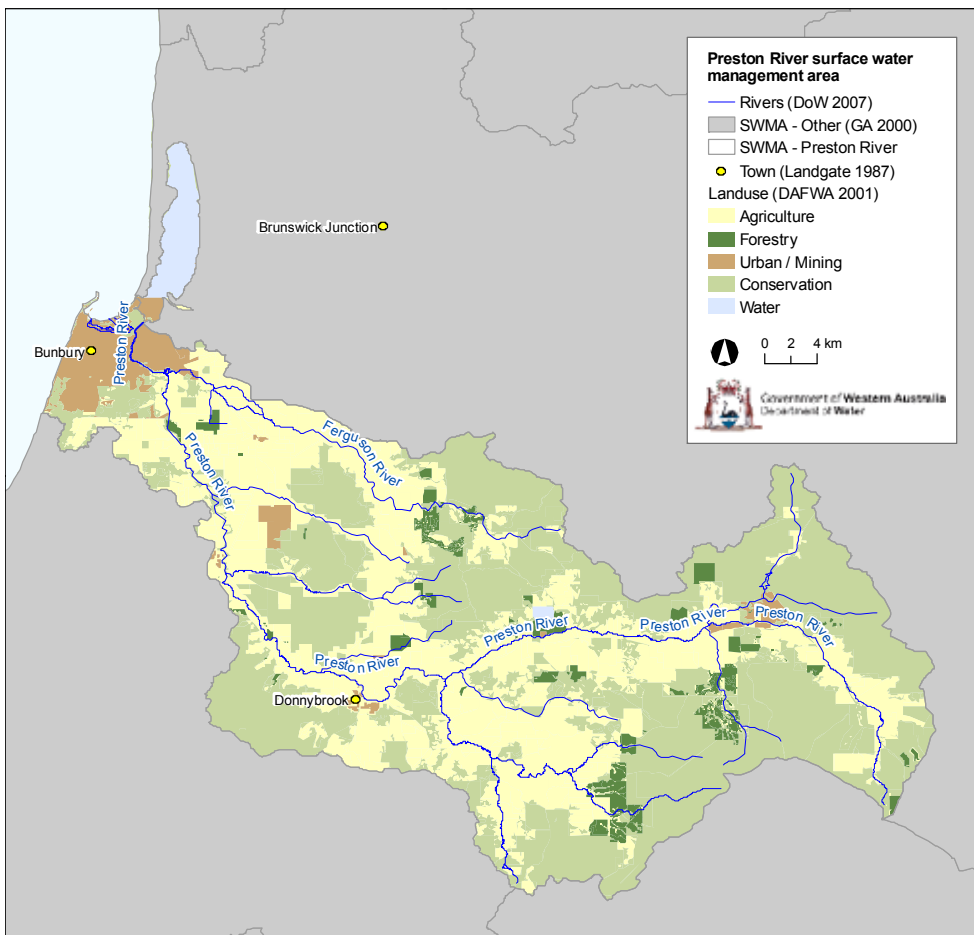 Preston River surface water
management area
Rivers (DoW 2007)
SWMA - Other (GA 2000)
SWMA - Preston River
Town (Landgate 1987)
Landuse (DAFWA 2001)
Agriculture
Forestry
Urban / Mining
Conservation
Water
0 2 4 km
Government of Western Australia
Department of Water
Brunswick Junction
Preston River
Bunbury
Ferguson River
Preston River
Preston River
Preston River
Preston River
Preston River
Donnybrook